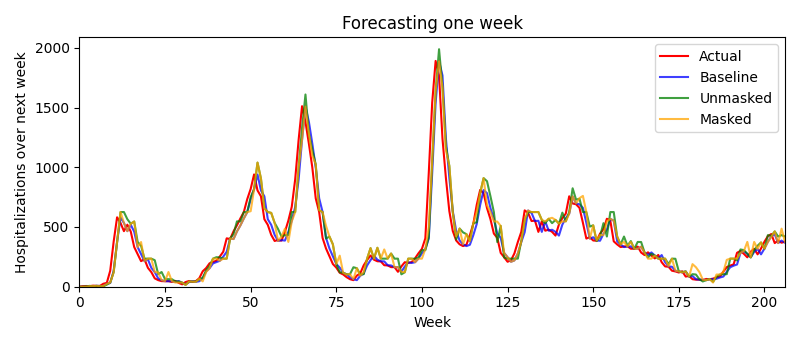 Forecasting one week
Hospitalizations over next week
2000
1500
1000
500
0
Actual
Baseline
Unmasked
Masked
0 25 50 75 100 125 150 175 200
Week